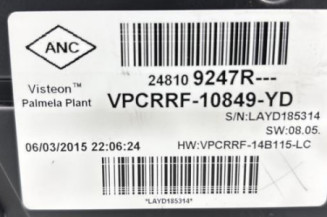 ANC
Visteon™
Palmela Plant
24810 9247R---
VPCRRF-10849-YD
S/N:LAYD185314
SW:08.05.
06/03/2015 22:06:24
HW:VPCRRF-14B115-LC
*LAYD185314*